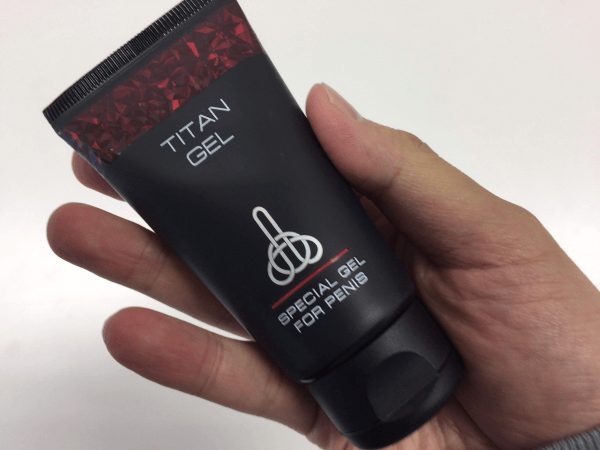 TITAN
GEL
SPECIAL GEL
FOR PENIS